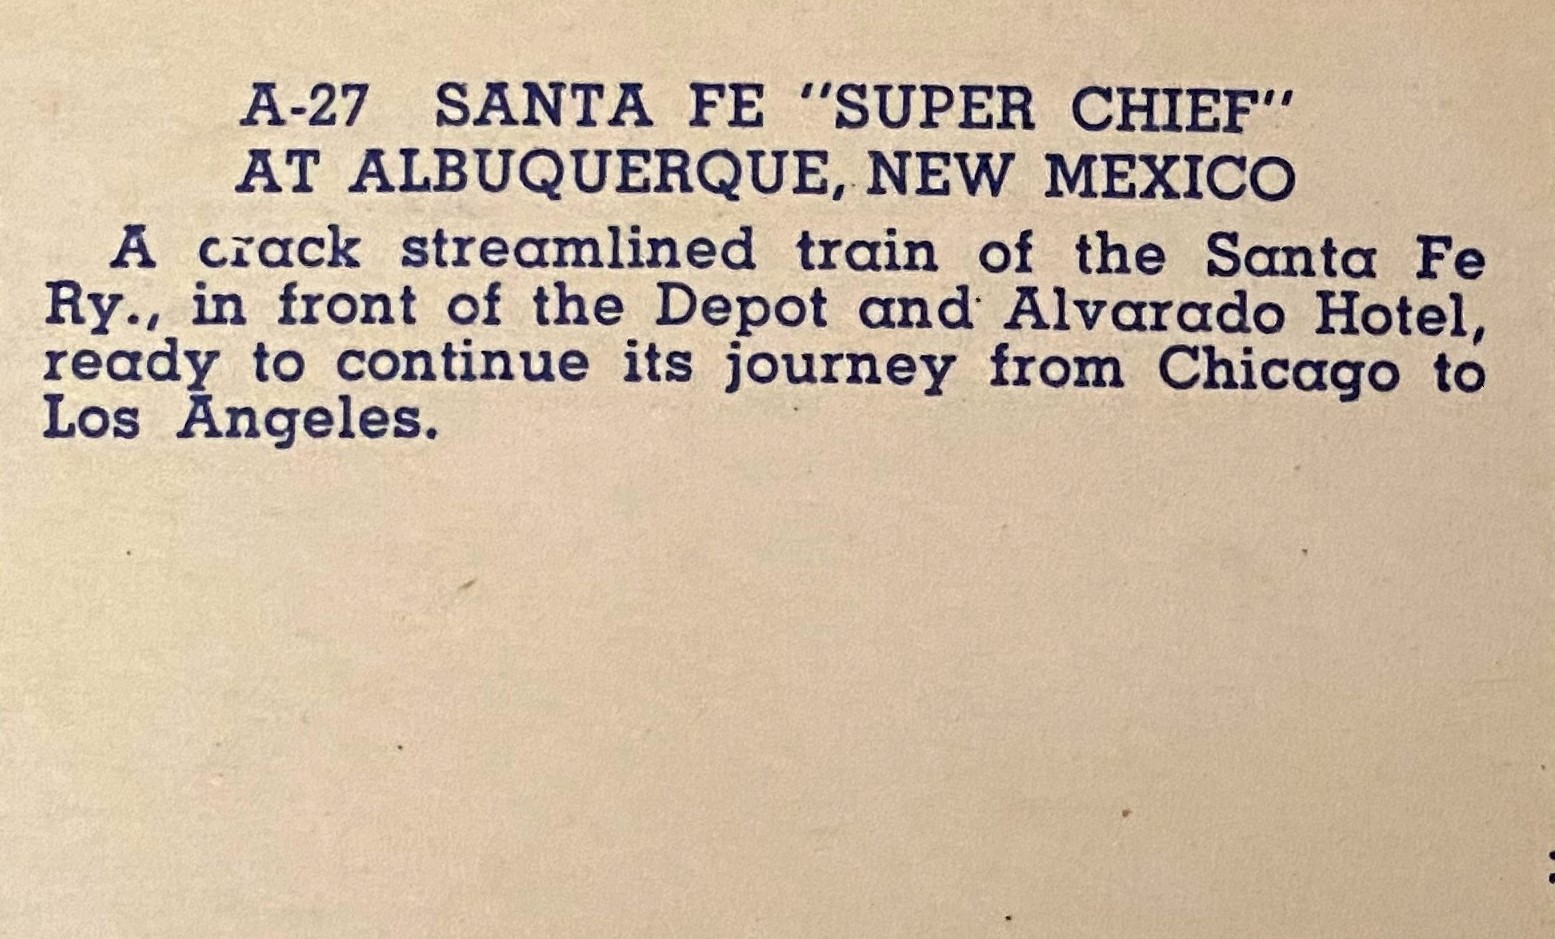 A-27 SANTA FE "SUPER CHIEF"
AT ALBUQUERQUE, NEW MEXICO
A crack streamlined train of the Santa Fe
Ry., in front of the Depot and Alvarado Hotel,
ready to continue its journey from Chicago to
Los Angeles.